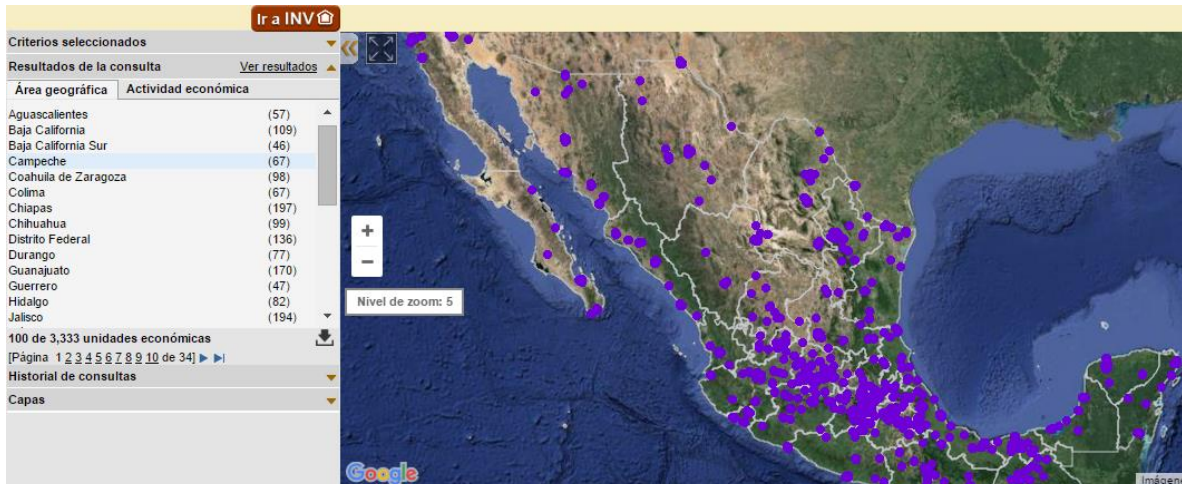 Ir a INV
Criterios seleccionados
Resultados de la consulta Ver resultados
Área geográfica Actividad económica
Aguascalientes (57)
Baja California (109)
Baja California Sur (46)
Campeche (67)
Coahuila de Zaragoza (98)
Colima (67)
Chiapas (197)
Chihuahua (99)
Distrito Federal (136)
Durango (77)
Guanajuato (170)
Guerrero (47)
Hidalgo (82)
Jalisco (194)
100 de 3,333 unidades económicas
[Página 1 2 3 4 5 6 7 8 9 10 de 34]
Historial de consultas
Capas
+
−
Nivel de zoom: 5
Google